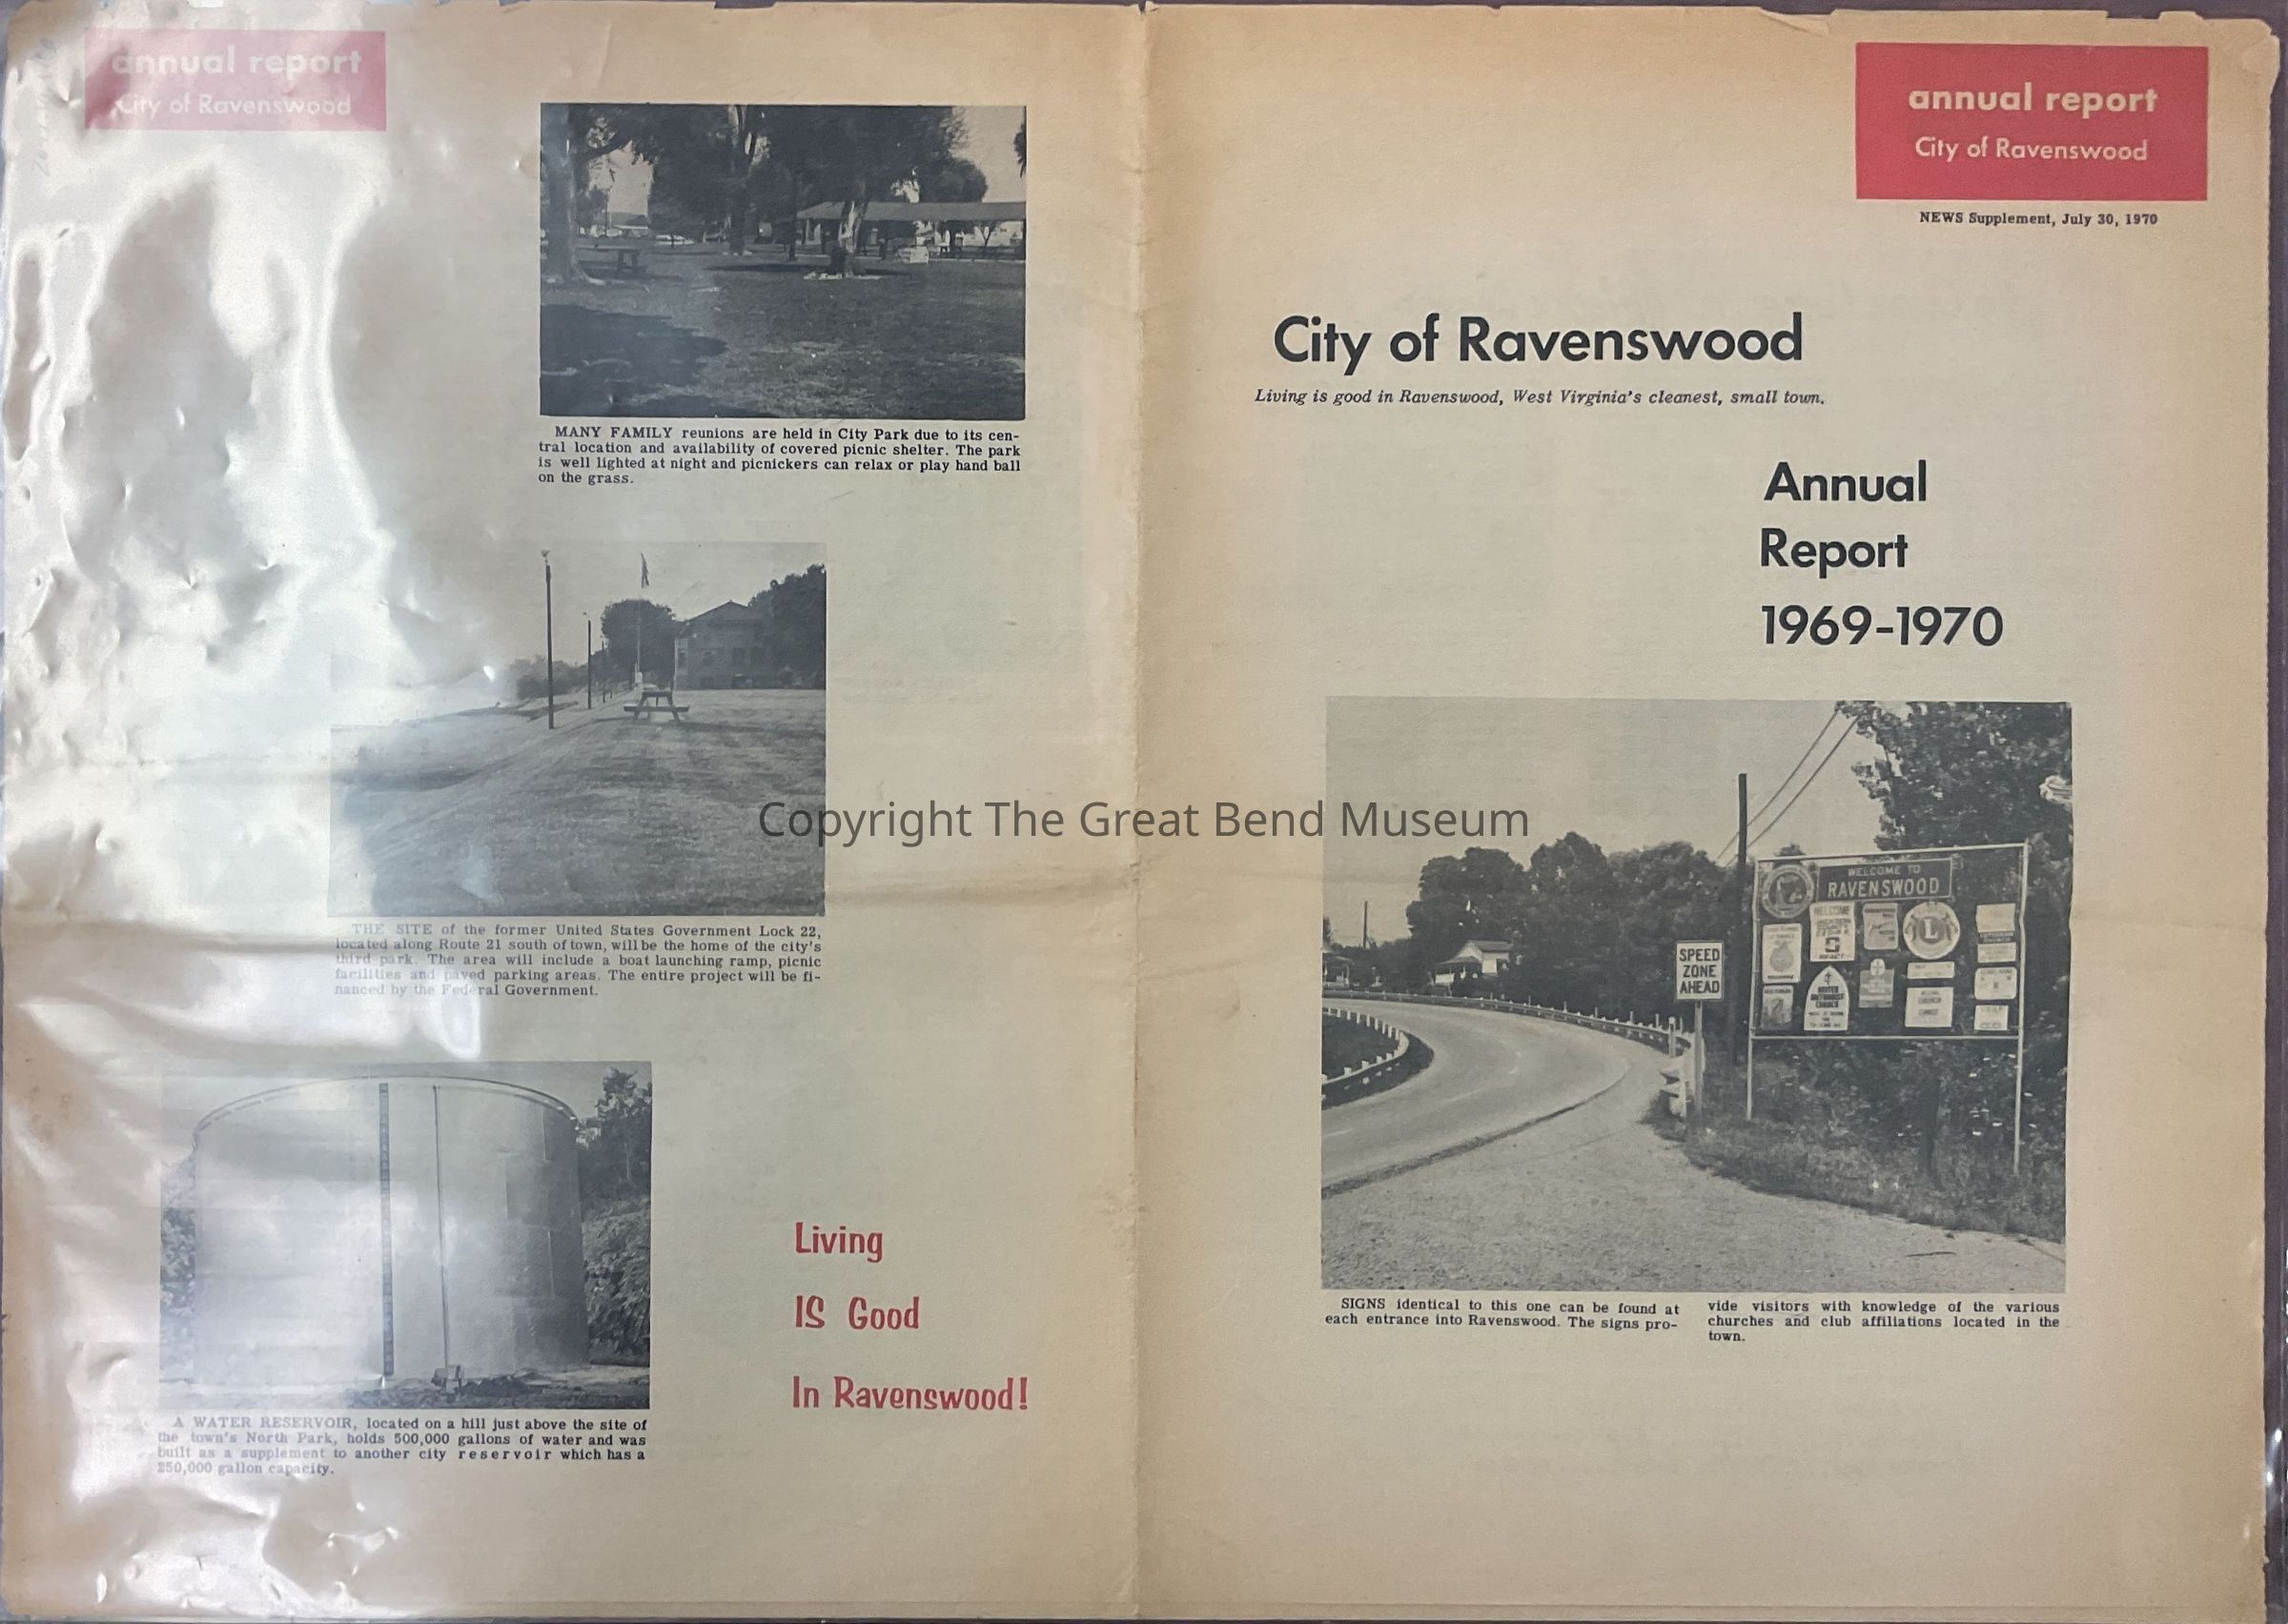 annual report
City of Ravenswood
MANY FAMILY reunions are held in City Park due to its cen-
tral location and availability of covered picnic shelter. The park
is well lighted at night and picnickers can relax or play hand ball
on the grass.
THE SITE of the former United States Government Lock 22,
located along Route 21 south of town, will be the home of the city's
third park. The area will include a boat launching ramp, picnic
facilities and paved parking areas. The entire project will be fi-
nanced by the Federal Government.
A WATER RESERVOIR, located on a hill just above the site of
the town's North Park, holds 500,000 gallons of water and was
built as a supplement to another city reservoir which has a
250,000 gallon capacity.
Living
IS Good
In Ravenswood!
annual report
City of Ravenswood
NEWS Supplement, July 30, 1970
City of Ravenswood
Living is good in Ravenswood, West Virginia's cleanest, small town.
Annual
Report
1969-1970
WELCOME TO
RAVENSWOOD
WELCOME
L
UNITED
METHODIST
CHURCH
CHURCH
CHRIST
SPEED
ZONE
AHEAD
SIGNS identical to this one can be found at
each entrance into Ravenswood. The signs pro-
vide visitors with knowledge of the various
churches and club affiliations located in the
town.
Copyright The Great Bend Museum